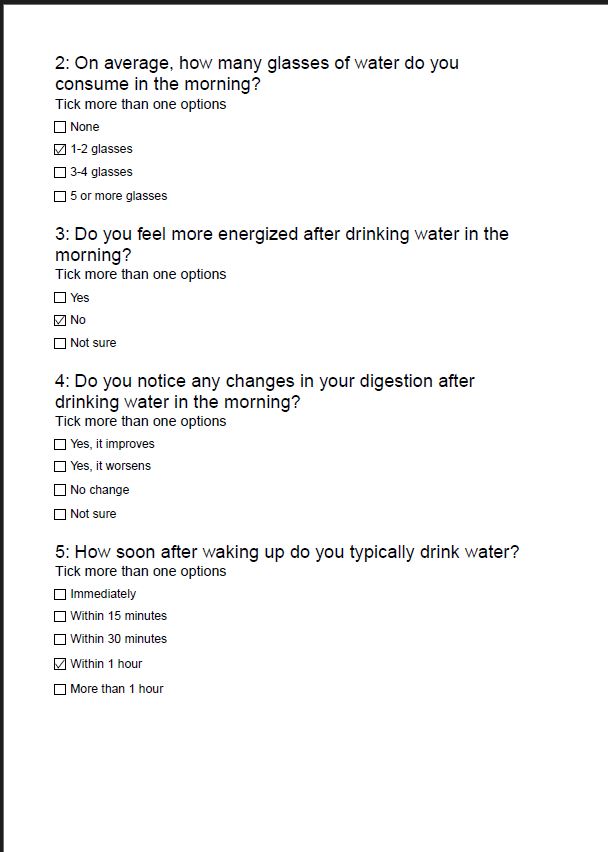 2: On average, how many glasses of water do you
consume in the morning?
Tick more than one options
☐ None
☑ 1-2 glasses
☐ 3-4 glasses
☐ 5 or more glasses
3: Do you feel more energized after drinking water in the
morning?
Tick more than one options
☐ Yes
☑ No
☐ Not sure
4: Do you notice any changes in your digestion after
drinking water in the morning?
Tick more than one options
☐ Yes, it improves
☐ Yes, it worsens
☐ No change
☐ Not sure
5: How soon after waking up do you typically drink water?
Tick more than one options
☐ Immediately
☐ Within 15 minutes
☐ Within 30 minutes
☑ Within 1 hour
☐ More than 1 hour